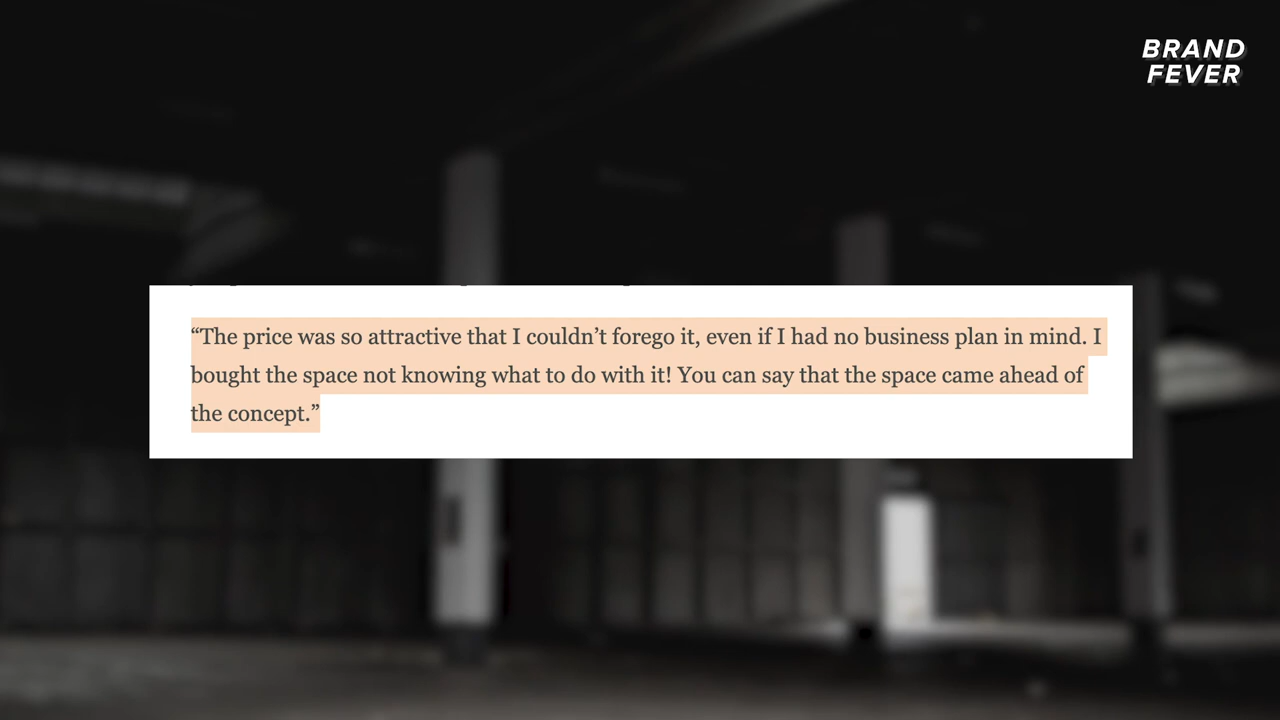 BRAND
FEVER
“The price was so attractive that I couldn’t forego it, even if I had no business plan in mind. I
bought the space not knowing what to do with it! You can say that the space came ahead of
the concept.”